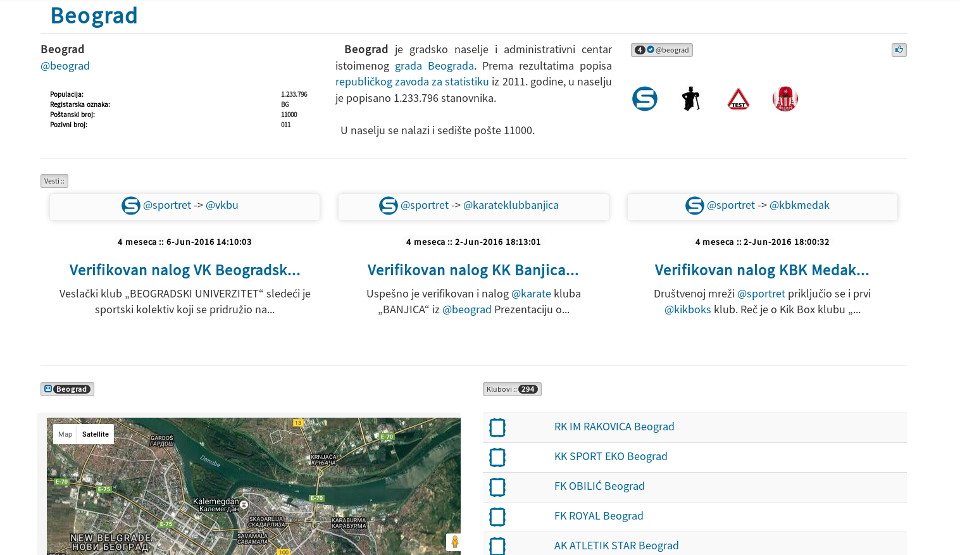 Beograd
Beograd
@beograd
Populacija: 1.233.796
Registarska oznaka: BG
Poštanski broj: 11000
Pozivni broj: 011
Beograd je gradsko naselje i administrativni centar
istoimenog grada Beograda. Prema rezultatima popisa
republičkog zavoda za statistiku iz 2011. godine, u naselju
je popisano 1.233.796 stanovnika.
U naselju se nalazi i sedište pošte 11000.
4 @beograd
TEST
Vesti ::
@sportret -> @vkbu
4 meseca :: 6-Jun-2016 14:10:03
Verifikovan nalog VK Beogradsk...
Veslački klub „BEOGRADSKI UNIVERZITET“ sledeći je
sportski kolektiv koji se pridružio na...
@sportret -> @karateklubbanjica
4 meseca :: 2-Jun-2016 18:13:01
Verifikovan nalog KK Banjica...
Uspešno je verifikovan i nalog @karate kluba
„BANJICA“ iz @beograd Prezentaciju o...
@sportret -> @kbkmedak
4 meseca :: 2-Jun-2016 18:00:32
Verifikovan nalog KBK Medak...
Društvenoj mreži @sportret priključio se i prvi
@kikboks klub. Reč je o Kik Box klubu „...
Beograd
Map Satellite
GAROOS
ГАРДОШ
Danube
13
E-70
KRNJAČA
КРЊАЧА
E-70
E-75
Kalemegdan
Калемегдан
E-70
SKADARLIJA
СКАДАРЛИЈА
KARABURMA
КАРАБУРМА
E-75
SAVAMALA
САВАМАЛА
NEW BELGRADE
НОВИ БЕОГРАД
100
Klubovi :: 294
RK IM RAKOVICA Beograd
KK SPORT EKO Beograd
FK OBILIĆ Beograd
FK ROYAL Beograd
AK ATLETIK STAR Beograd